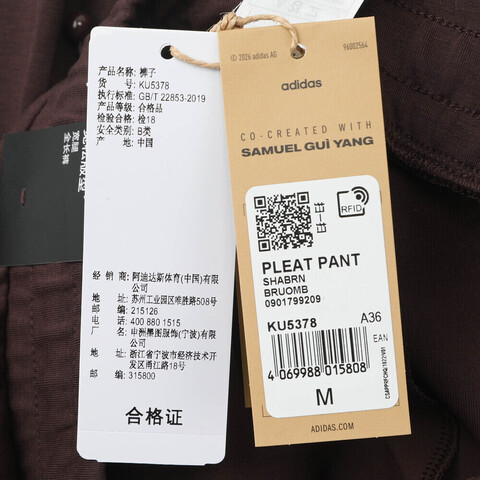 产品名称: 裤子
货 号: KU5378
执行标准: GB/T 22853-2019
产品等级: 合格品
检验合格: 检18
安全类别: B类
产 地: 中国
经 销 商: 阿迪达斯体育(中国)有限公司
地 址: 苏州工业园区唯胜路508号
邮 编: 215126
电 话: 400 880 1515
厂 名: 申洲
服饰(宁波)有限公司
地 址: 浙江省宁波市经济技术开发区甬江路18号
邮 编: 315800
合格证
宽褶
全长裤
© 2026 adidas AG
96002564
adidas
CO-CREATED WITH
SAMUEL GUI YANG
RFID
PLEAT PANT
SHABRN
BRUOMB
0901799209
KU5378
A36
EAN
4 069988 015808
M
ADIDAS.COM